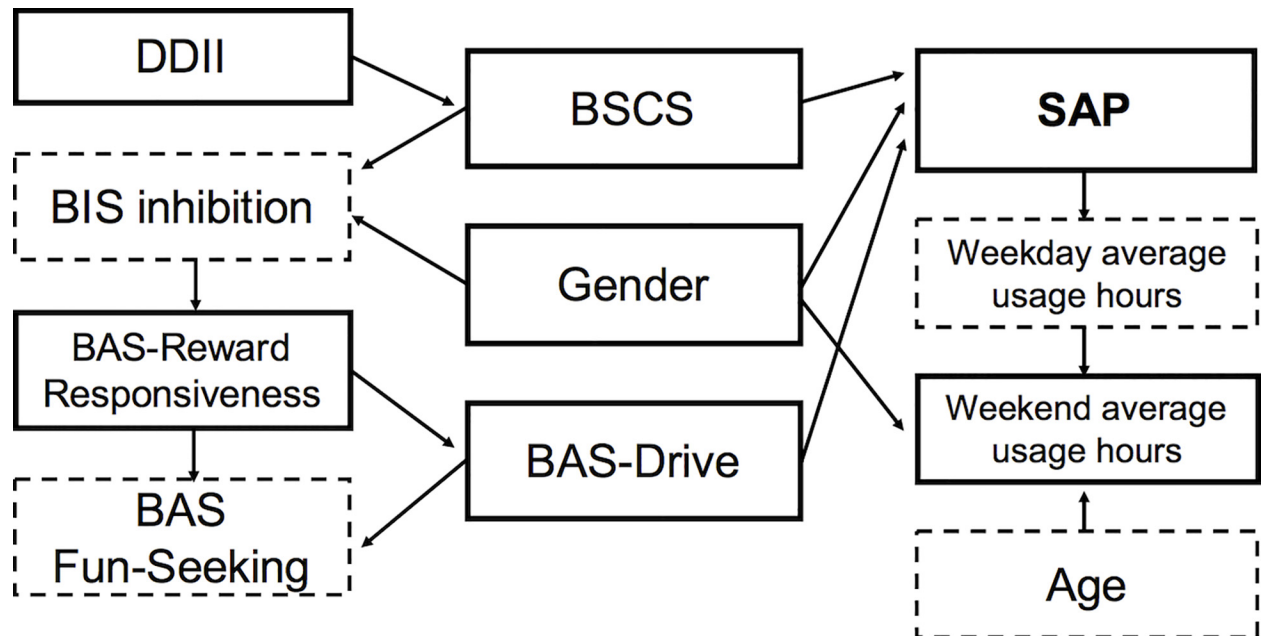 DDII
BIS inhibition
BAS-Reward
Responsiveness
BAS
Fun-Seeking
BSCS
Gender
BAS-Drive
SAP
Weekday average
usage hours
Weekend average
usage hours
Age